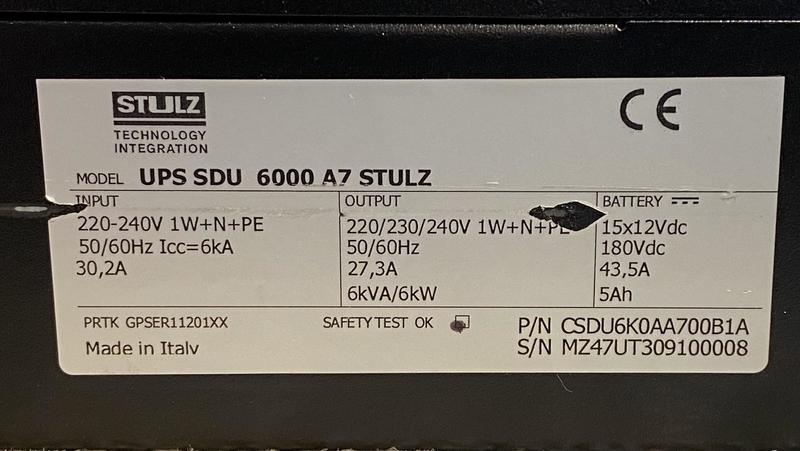 STULZ
TECHNOLOGY
INTEGRATION
CE
MODEL UPS SDU 6000 A7 STULZ
INPUT
220-240V 1W+N+PE
50/60Hz Icc=6kA
30,2A
OUTPUT
220/230/240V 1W+N+PE
50/60Hz
27,3A
6kVA/6kW
BATTERY
15x12Vdc
180Vdc
43,5A
5Ah
PRTK GPSER11201XX
SAFETY TEST OK
P/N CSDU6K0AA700B1A
Made in Italy
S/N MZ47UT309100008